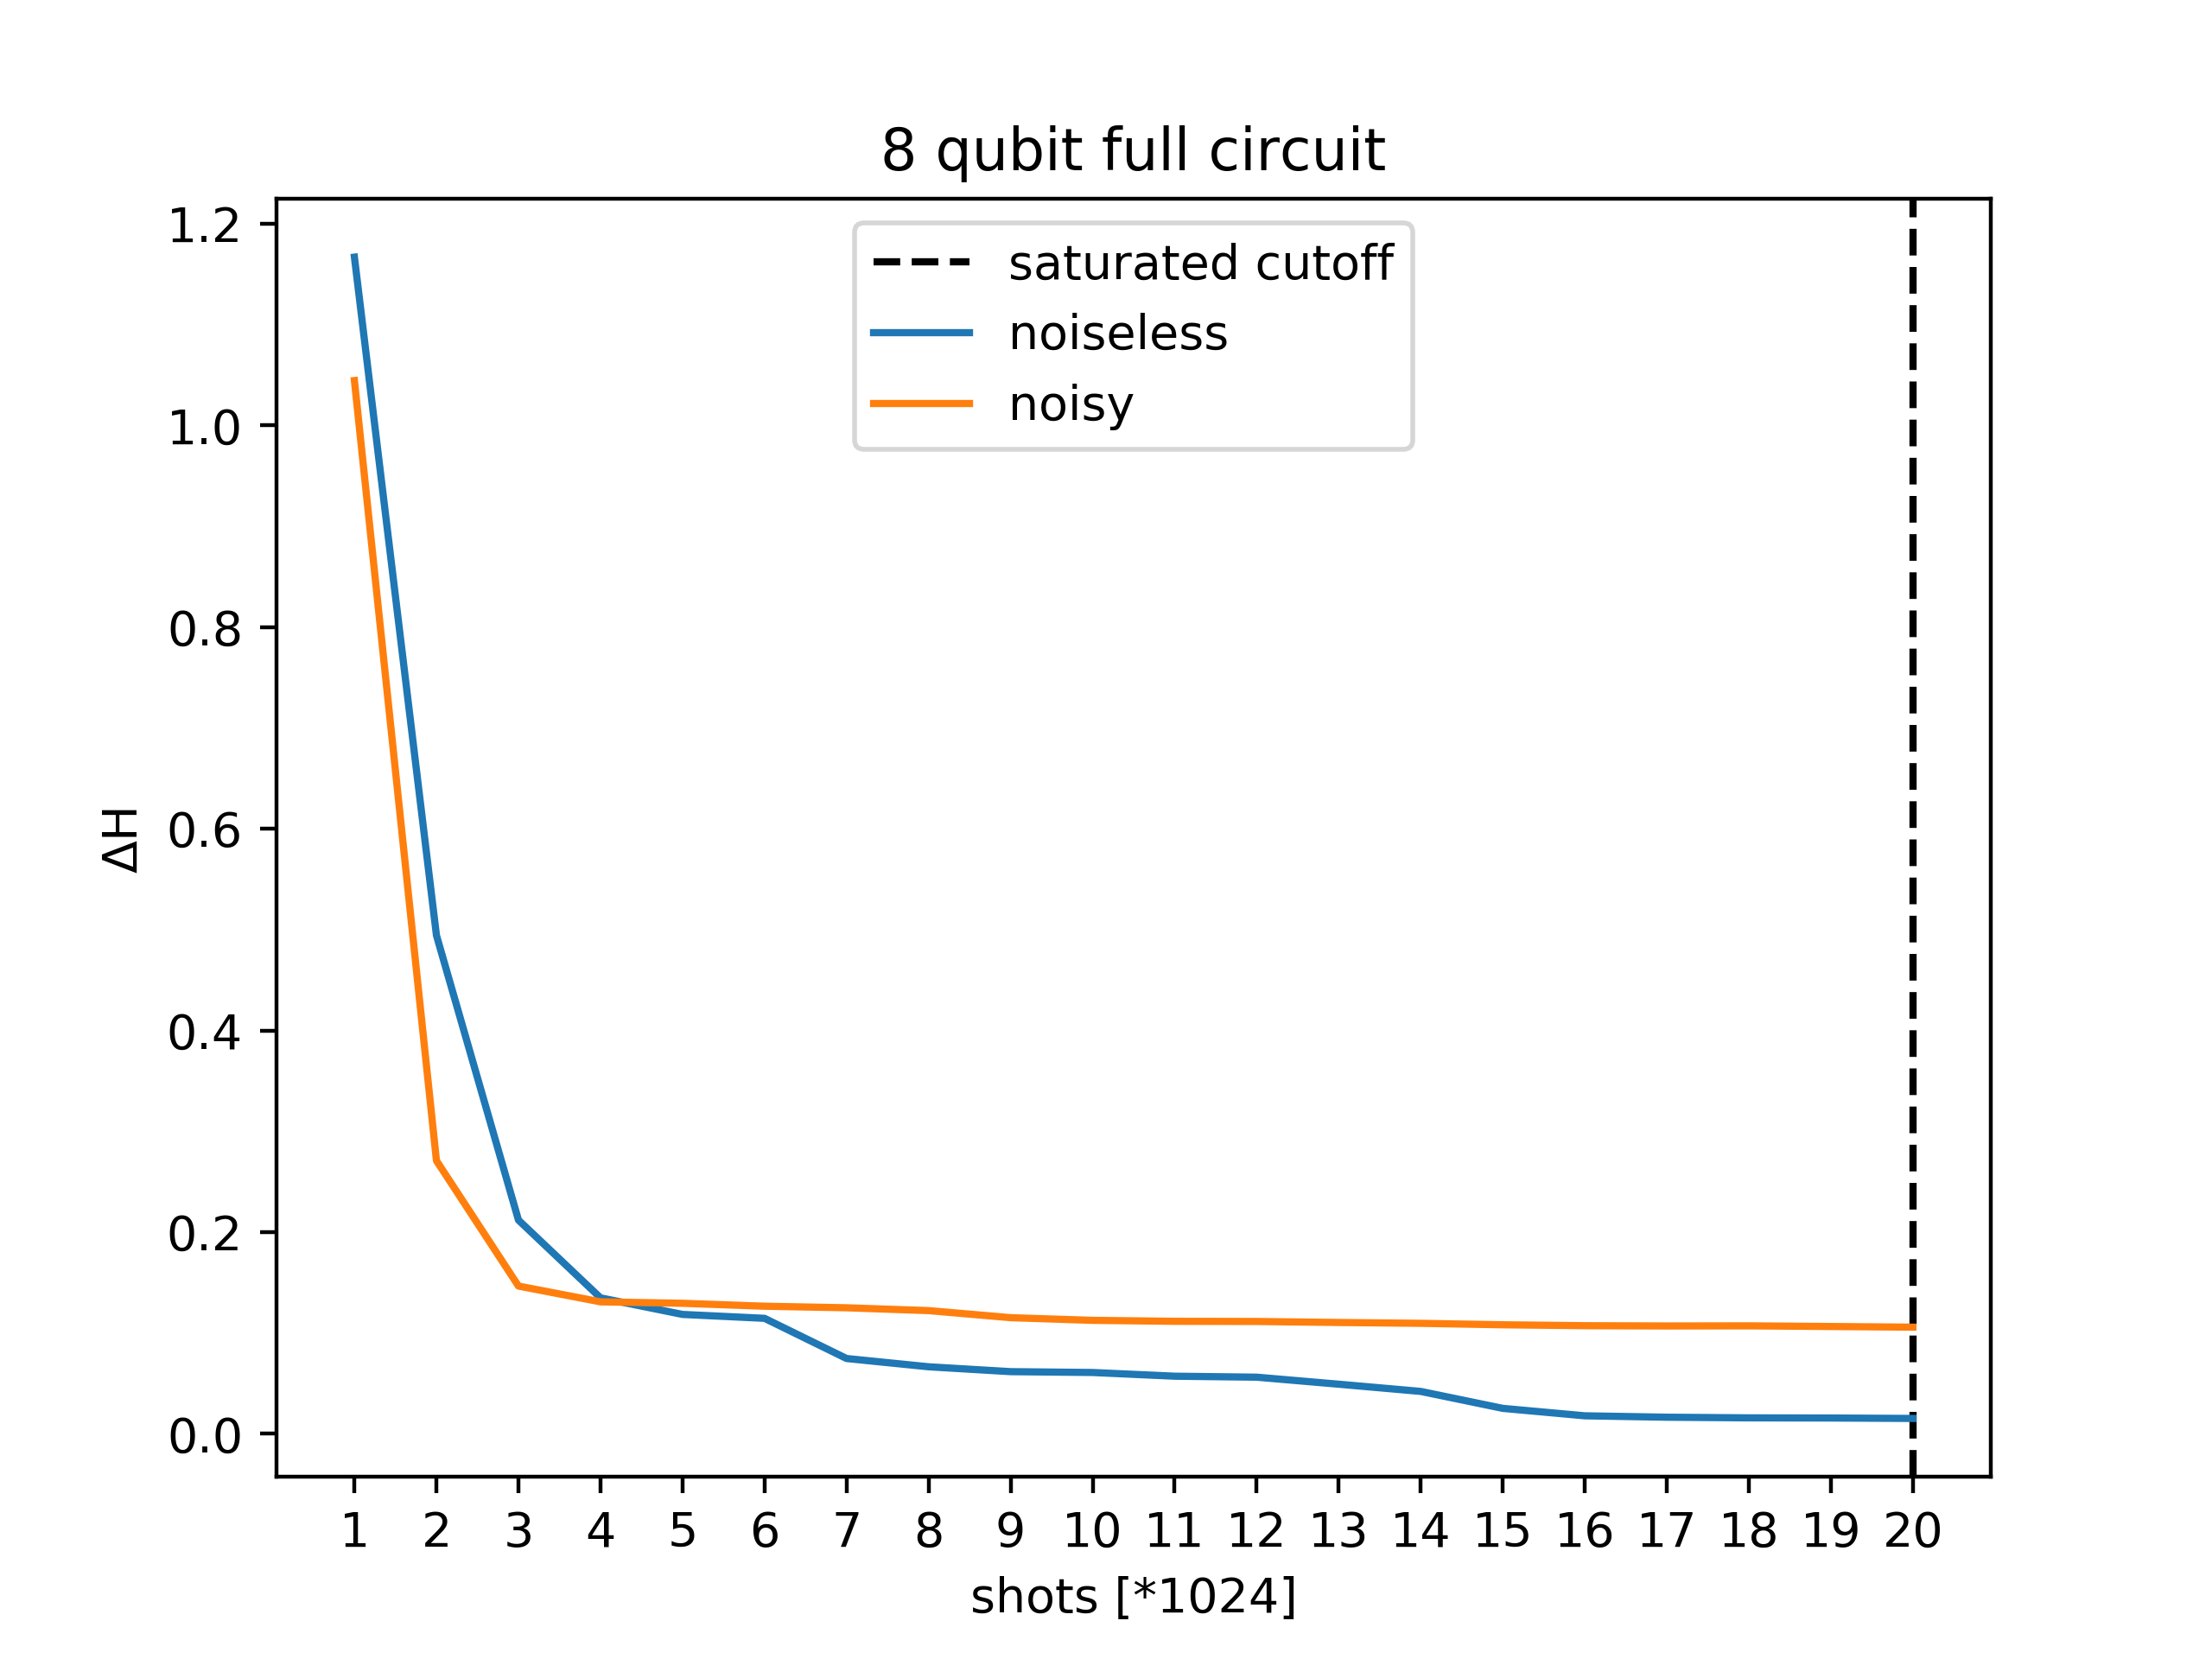 8 qubit full circuit
saturated cutoff
noiseless
noisy
1.2
1.0
0.8
0.6
0.4
0.2
0.0
ΔH
1 2 3 4 5 6 7 8 9 10 11 12 13 14 15 16 17 18 19 20
shots [*1024]